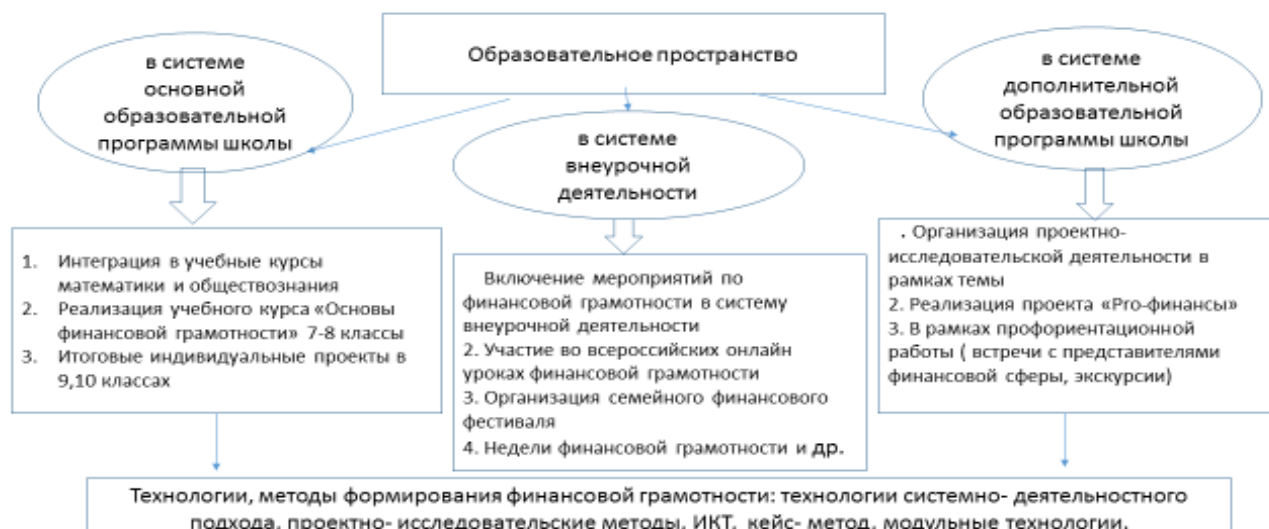 Образовательное пространство
в системе
основной
образовательной
программы школы
в системе
внеурочной
деятельности
в системе
дополнительной
образовательной
программы школы
1. Интеграция в учебные курсы
математики и обществознания
2. Реализация учебного курса «Основы
финансовой грамотности» 7-8 классы
3. Итоговые индивидуальные проекты в
9,10 классах
Включение мероприятий по
финансовой грамотности в систему
внеурочной деятельности
2. Участие во всероссийских онлайн
уроках финансовой грамотности
3. Организация семейного финансового
фестиваля
4. Недели финансовой грамотности и др.
. Организация проектно-
исследовательской деятельности в
рамках темы
2. Реализация проекта «Pro-финансы»
3. В рамках профориентационной
работы ( встречи с представителями
финансовой сферы, экскурсии)
Технологии, методы формирования финансовой грамотности: технологии системно- деятельностного
подхода, проектно- исследовательские методы, ИКТ, кейс- метод, модульные технологии.